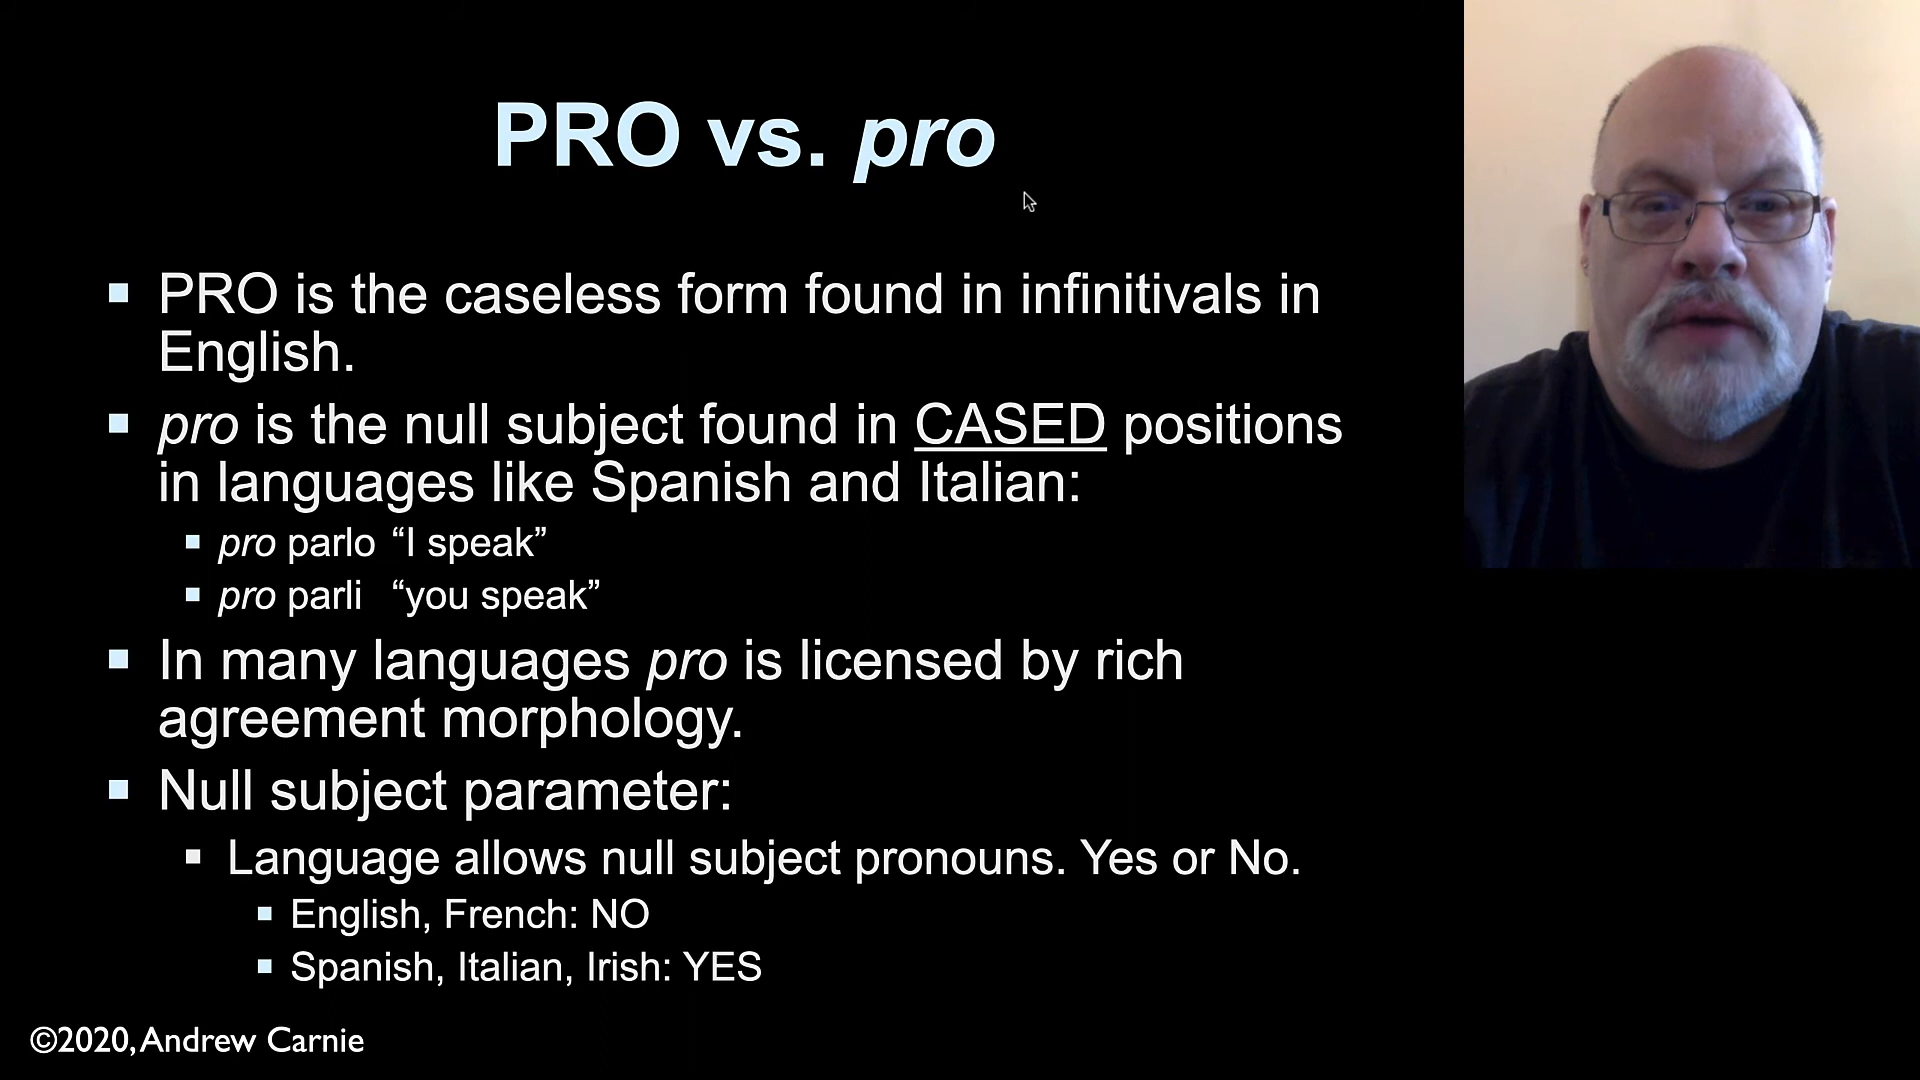 PRO vs. pro
PRO is the caseless form found in infinitivals in
English.
pro is the null subject found in CASED positions
in languages like Spanish and Italian:
pro parlo “I speak”
pro parli “you speak”
In many languages pro is licensed by rich
agreement morphology.
Null subject parameter:
Language allows null subject pronouns. Yes or No.
English, French: NO
Spanish, Italian, Irish: YES
©2020, Andrew Carnie